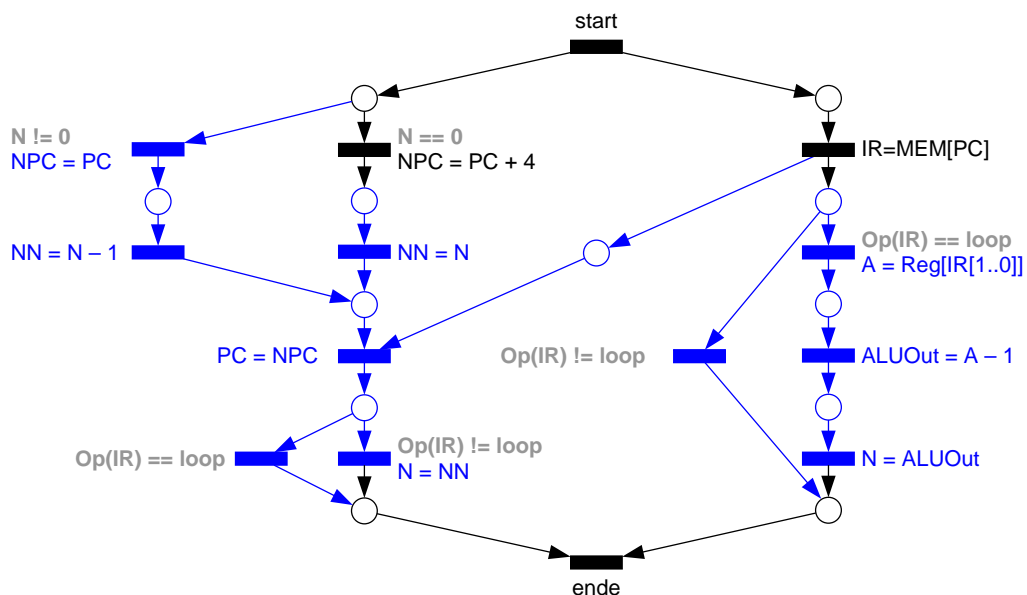 start
N != 0
NPC = PC
N == 0
NPC = PC + 4
IR=MEM[PC]
NN = N – 1
NN = N
Op(IR) == loop
A = Reg[IR[1..0]]
PC = NPC
Op(IR) != loop
ALUOut = A – 1
Op(IR) == loop
Op(IR) != loop
N = NN
N = ALUOut
ende